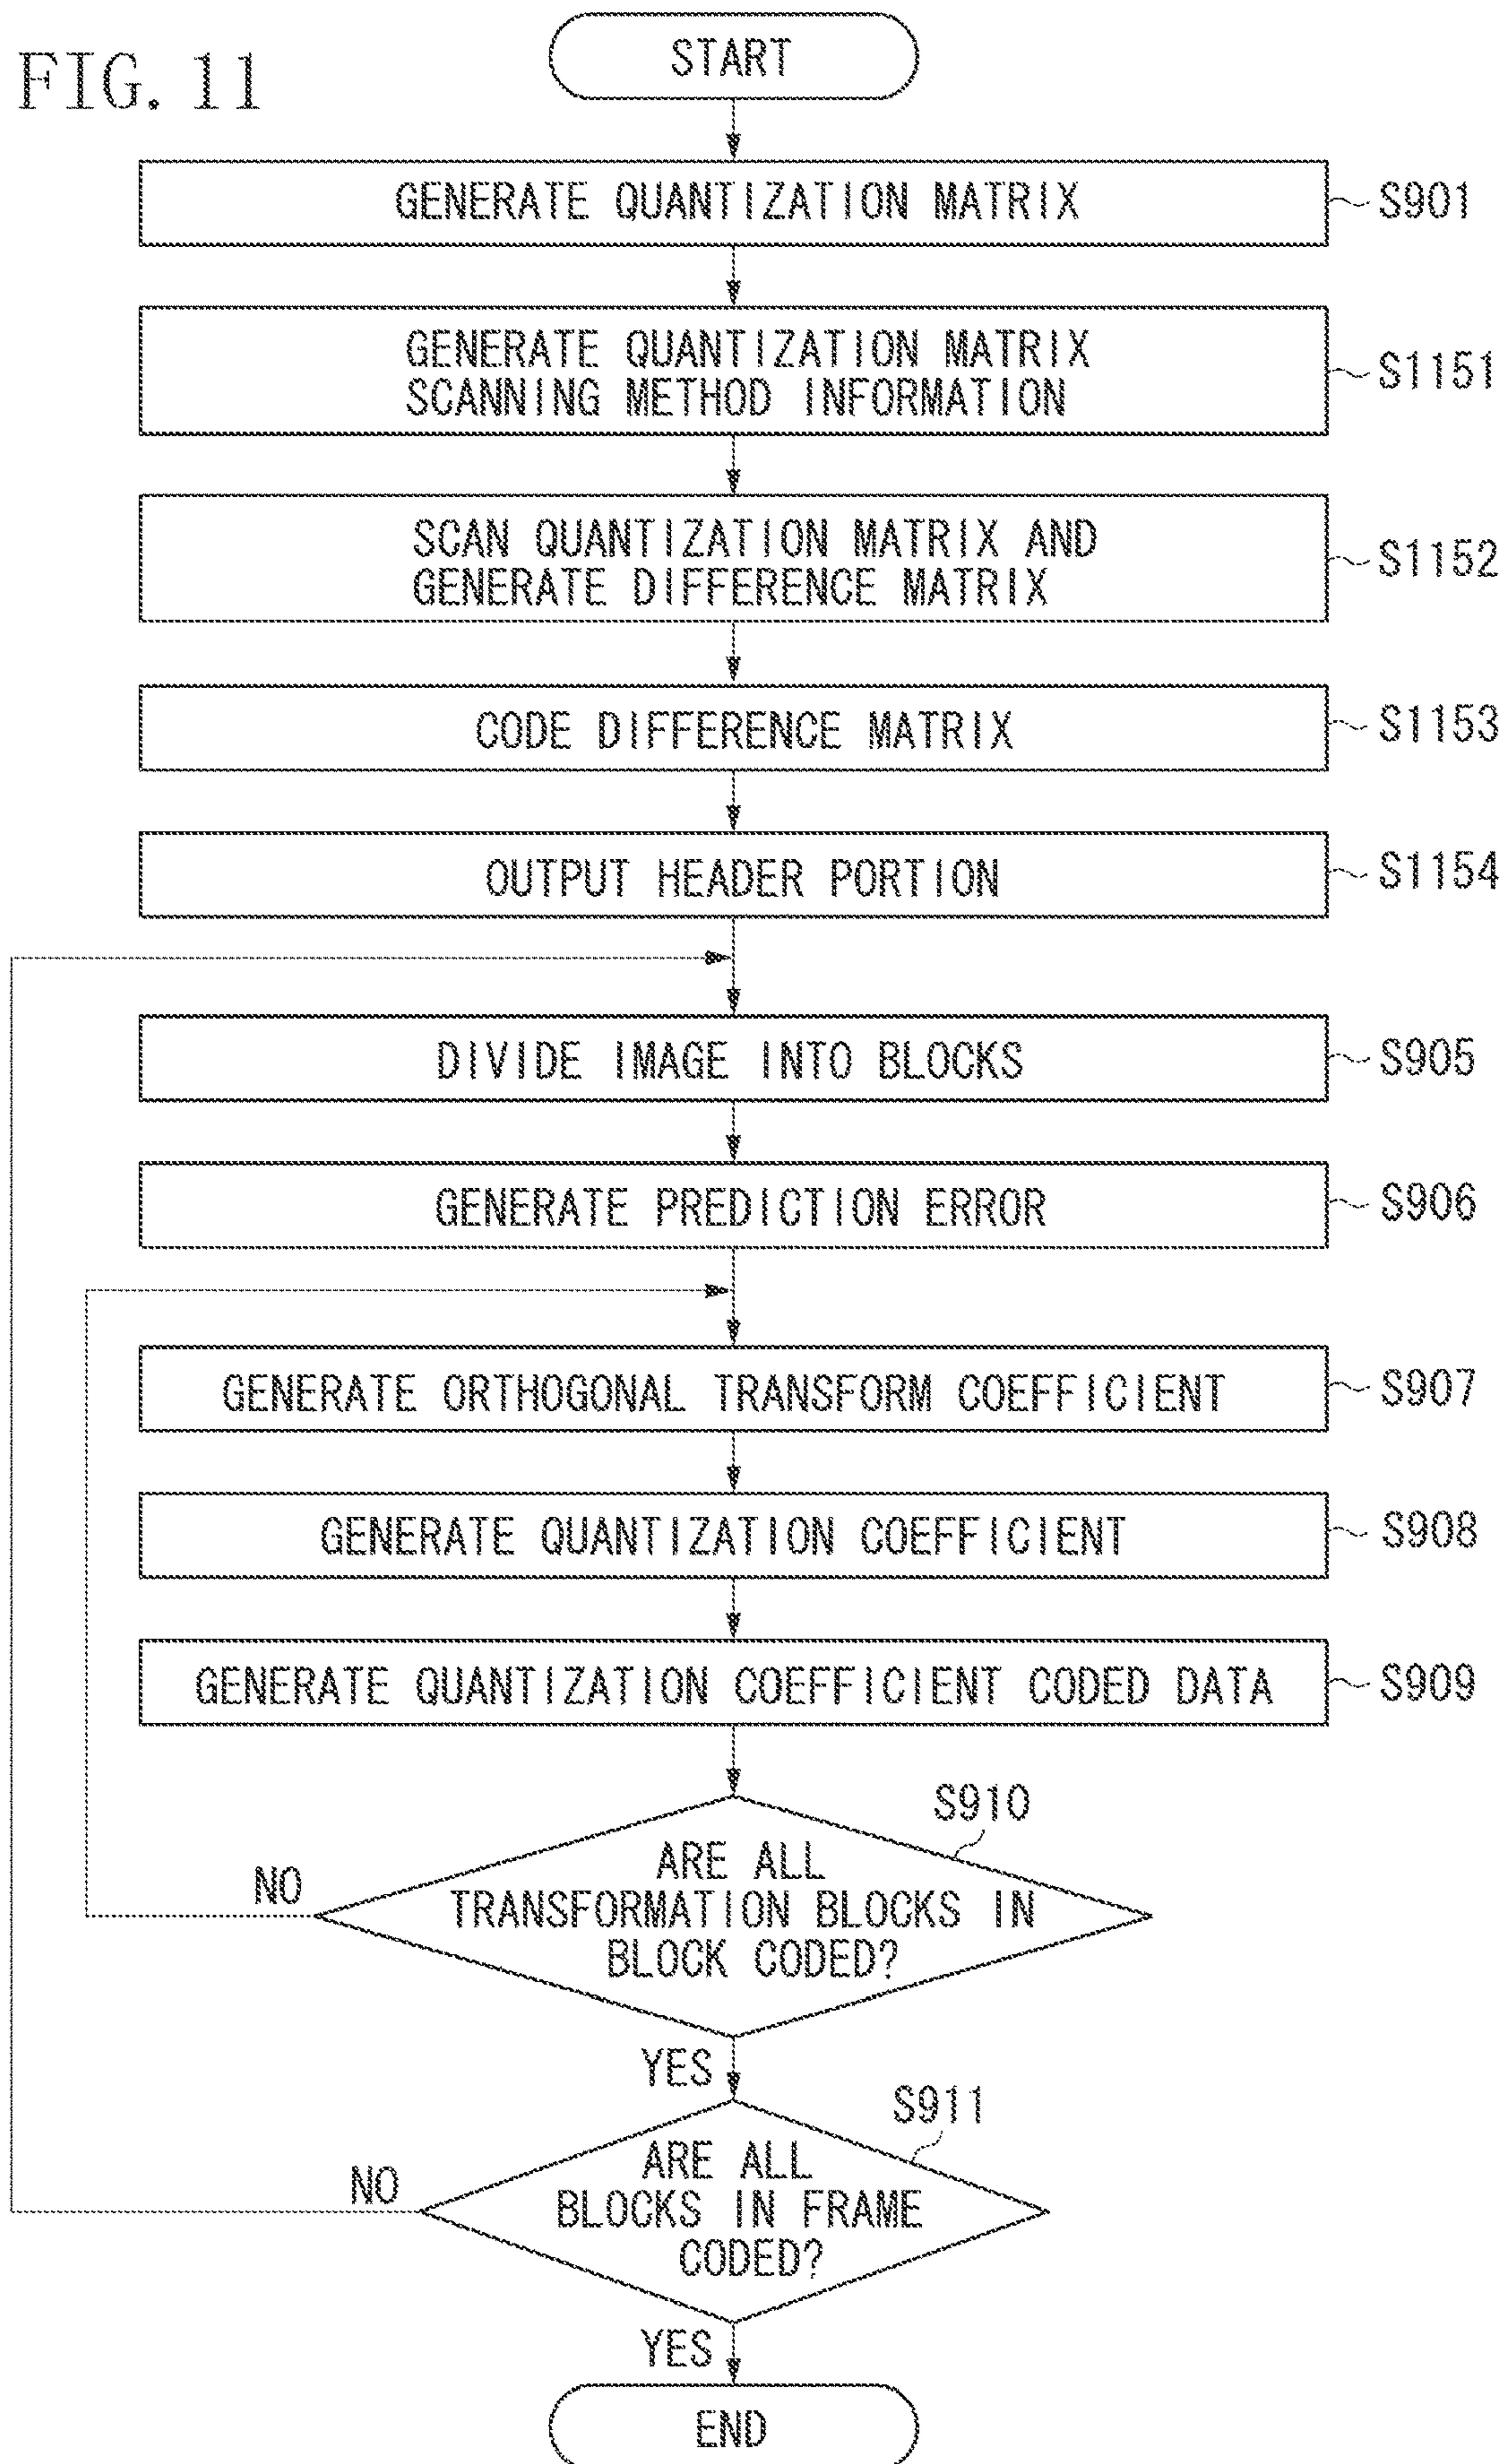 FIG. 11
START
GENERATE QUANTIZATION MATRIX
S901
GENERATE QUANTIZATION MATRIX
SCANNING METHOD INFORMATION
S1151
SCAN QUANTIZATION MATRIX AND
GENERATE DIFFERENCE MATRIX
S1152
CODE DIFFERENCE MATRIX
S1153
OUTPUT HEADER PORTION
S1154
DIVIDE IMAGE INTO BLOCKS
S905
GENERATE PREDICTION ERROR
S906
GENERATE ORTHOGONAL TRANSFORM COEFFICIENT
S907
GENERATE QUANTIZATION COEFFICIENT
S908
GENERATE QUANTIZATION COEFFICIENT CODED DATA
S909
S910
ARE ALL
TRANSFORMATION BLOCKS IN
BLOCK CODED?
NO
YES
S911
ARE ALL
BLOCKS IN FRAME
CODED?
NO
YES
END